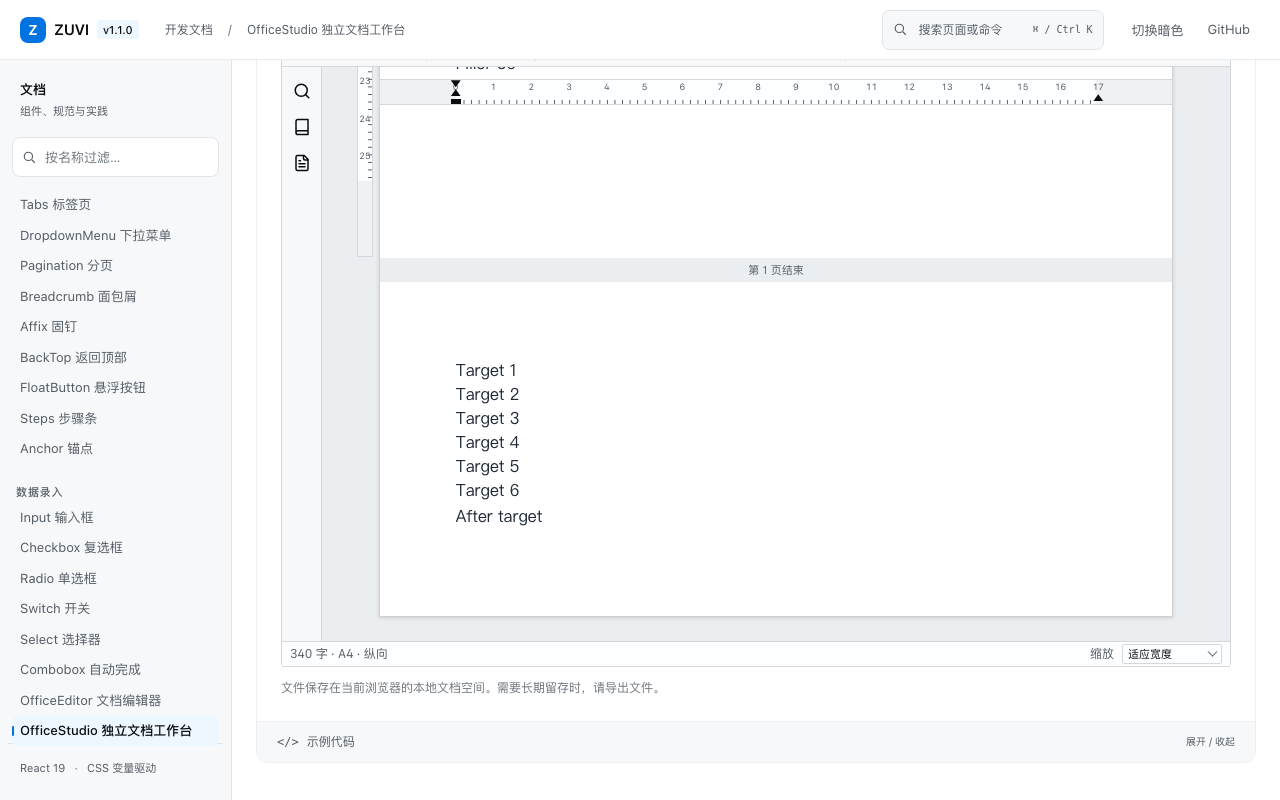 Z ZUVI v1.1.0 开发文档 / OfficeStudio 独立文档工作台 搜索页面或命令 ⌘ / Ctrl K 切换暗色 GitHub
文档
组件、规范与实践
按名称过滤...
Tabs 标签页
DropdownMenu 下拉菜单
Pagination 分页
Breadcrumb 面包屑
Affix 固钉
BackTop 返回顶部
FloatButton 悬浮按钮
Steps 步骤条
Anchor 锚点
数据录入
Input 输入框
Checkbox 复选框
Radio 单选框
Switch 开关
Select 选择器
Combobox 自动完成
OfficeEditor 文档编辑器
OfficeStudio 独立文档工作台
React 19 · CSS 变量驱动
1 2 3 4 5 6 7 8 9 10 11 12 13 14 15 16 17
23
24
25
第 1 页结束
Target 1
Target 2
Target 3
Target 4
Target 5
Target 6
After target
340 字 · A4 · 纵向 缩放 适应宽度
文件保存在当前浏览器的本地文档空间。需要长期留存时，请导出文件。
</> 示例代码 展开 / 收起